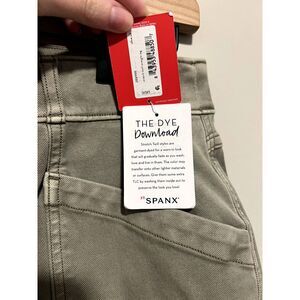 THE DYE
Download
Stretch Twill styles are
garment-dyed for a worn-in look
that will gradually fade as you wash,
love and live in them. The color may
transfer onto other lighter materials
or surfaces. Give them some extra
TLC by washing them inside out to
preserve the look you love!
SPANX